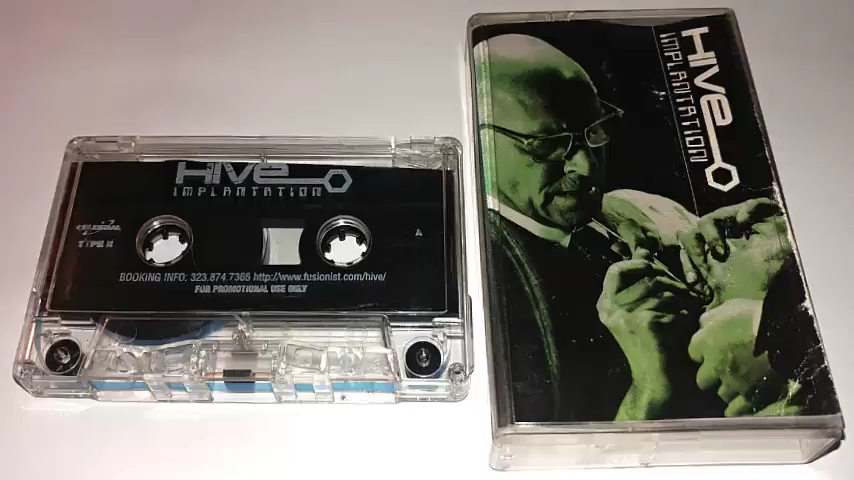 HIVE
IMPLANTATION
CELESTIAL
TYPE II
A
BOOKING INFO: 323.874.7365 http://www.fusionist.com/hive/
FOR PROMOTIONAL USE ONLY
HIVE
IMPLANTATION